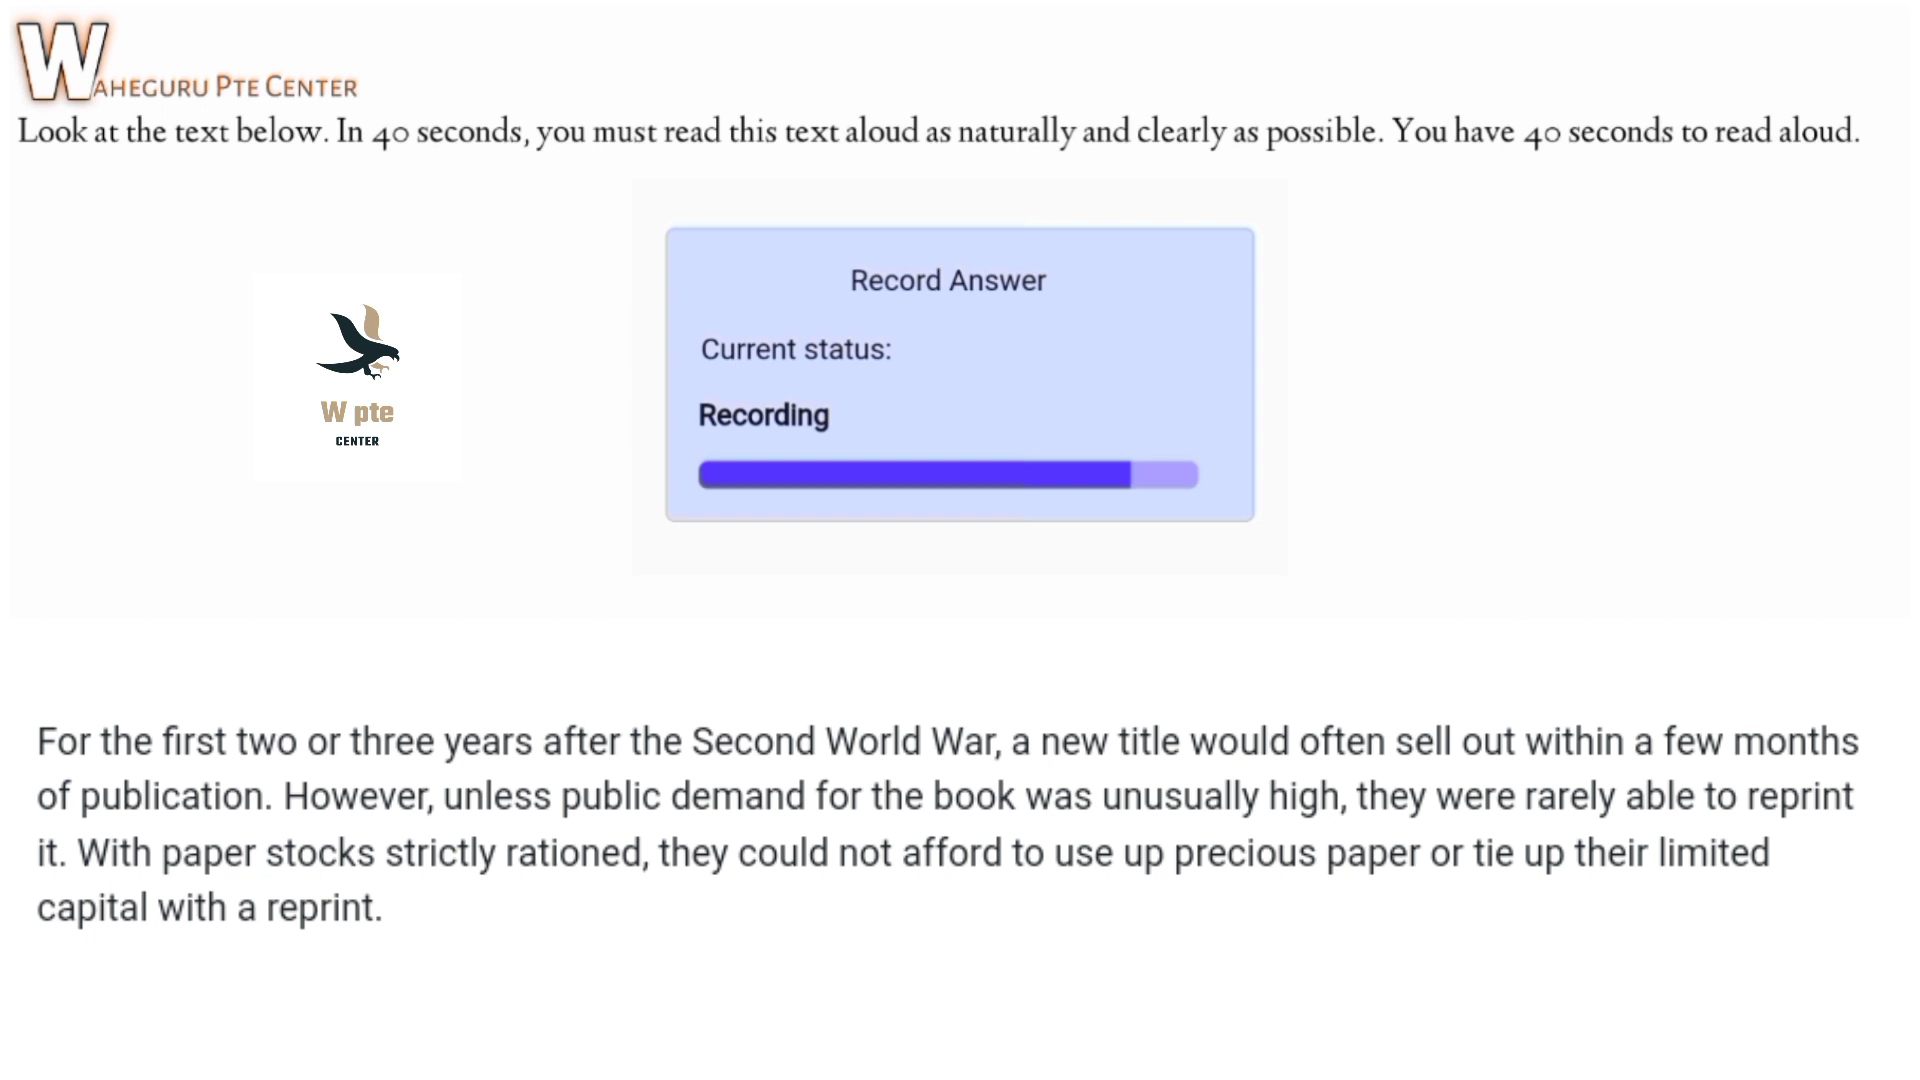 WAHEGURU PTE CENTER
Look at the text below. In 40 seconds, you must read this text aloud as naturally and clearly as possible. You have 40 seconds to read aloud.
Record Answer
Current status:
Recording
W pte
CENTER
For the first two or three years after the Second World War, a new title would often sell out within a few months
of publication. However, unless public demand for the book was unusually high, they were rarely able to reprint
it. With paper stocks strictly rationed, they could not afford to use up precious paper or tie up their limited
capital with a reprint.